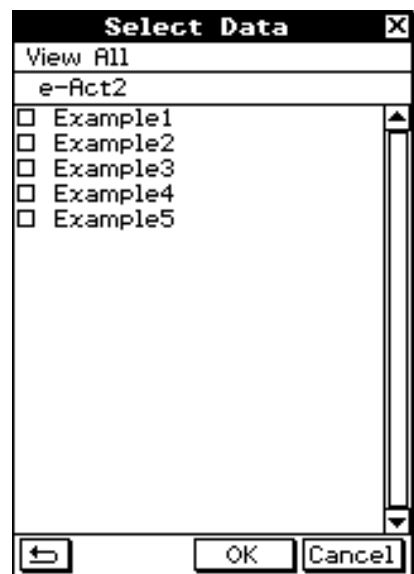 Select Data
View All
e-Act2
Example1
Example2
Example3
Example4
Example5
OK Cancel